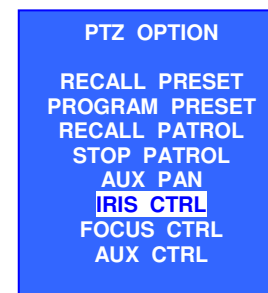 PTZ OPTION
RECALL PRESET
PROGRAM PRESET
RECALL PATROL
STOP PATROL
AUX PAN
IRIS CTRL
FOCUS CTRL
AUX CTRL